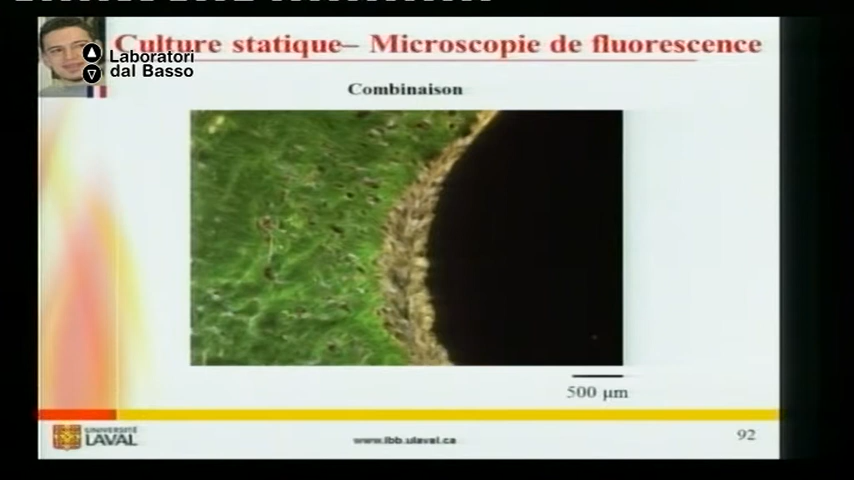 Culture statique– Microscopie de fluorescence
Laboratori
dal Basso
Combinaison
500 µm
UNIVERSITÉ
LAVAL
www.lbb.ulaval.ca
92